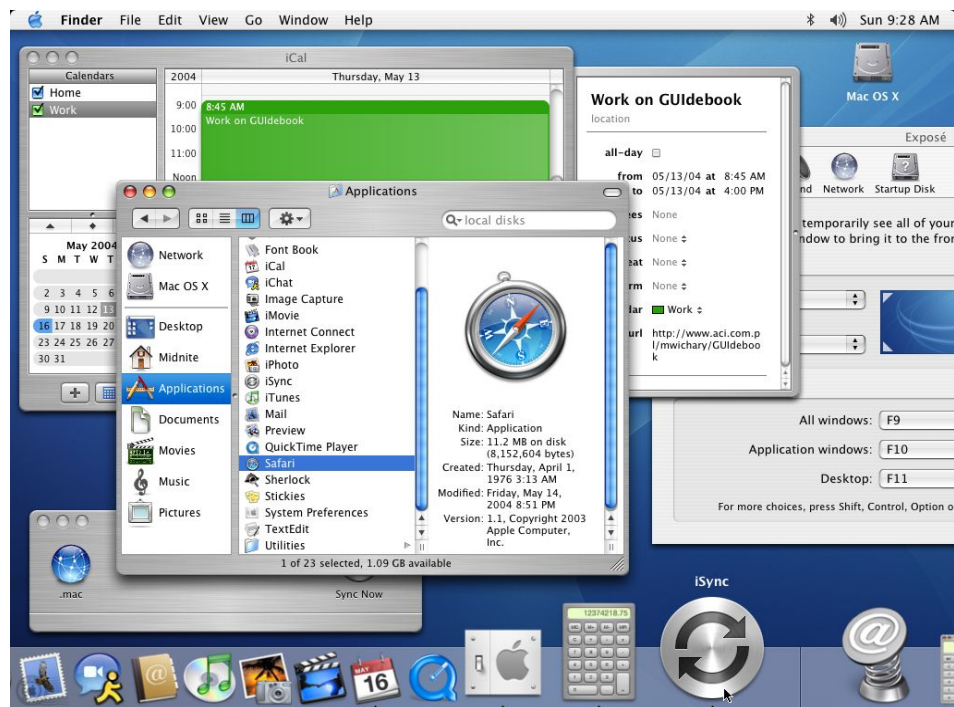 Finder File Edit View Go Window Help
Sun 9:28 AM
iCal
Calendars
Home
Work
2004
Thursday, May 13
9:00
10:00
11:00
Noon
8:45 AM
Work on GUIdebook
May 2004
S M T W T
2 3 4 5 6
9 10 11 12 13
16 17 18 19 20
23 24 25 26 27
30 31
Work on GUIdebook
location
all-day
from 05/13/04 at 8:45 AM
to 05/13/04 at 4:00 PM
ees None
tus None
eat None
rm None
lar Work
url http://www.aci.com.p
l/mwichary/GUIdeboo
k
Mac OS X
Exposé
nd Network Startup Disk
temporarily see all of your
ndow to bring it to the fron
All windows: F9
Application windows: F10
Desktop: F11
For more choices, press Shift, Control, Option o
Applications
local disks
Network
Mac OS X
Desktop
Midnite
Applications
Documents
Movies
Music
Pictures
Font Book
iCal
iChat
Image Capture
iMovie
Internet Connect
Internet Explorer
iPhoto
iSync
iTunes
Mail
Preview
QuickTime Player
Safari
Sherlock
Stickies
System Preferences
TextEdit
Utilities
Name: Safari
Kind: Application
Size: 11.2 MB on disk
(8,152,604 bytes)
Created: Thursday, April 1,
1976 3:13 AM
Modified: Friday, May 14,
2004 8:51 PM
Version: 1.1, Copyright 2003
Apple Computer,
Inc.
1 of 23 selected, 1.09 GB available
.mac
Sync Now
iSync
12374218.75
MAY
16